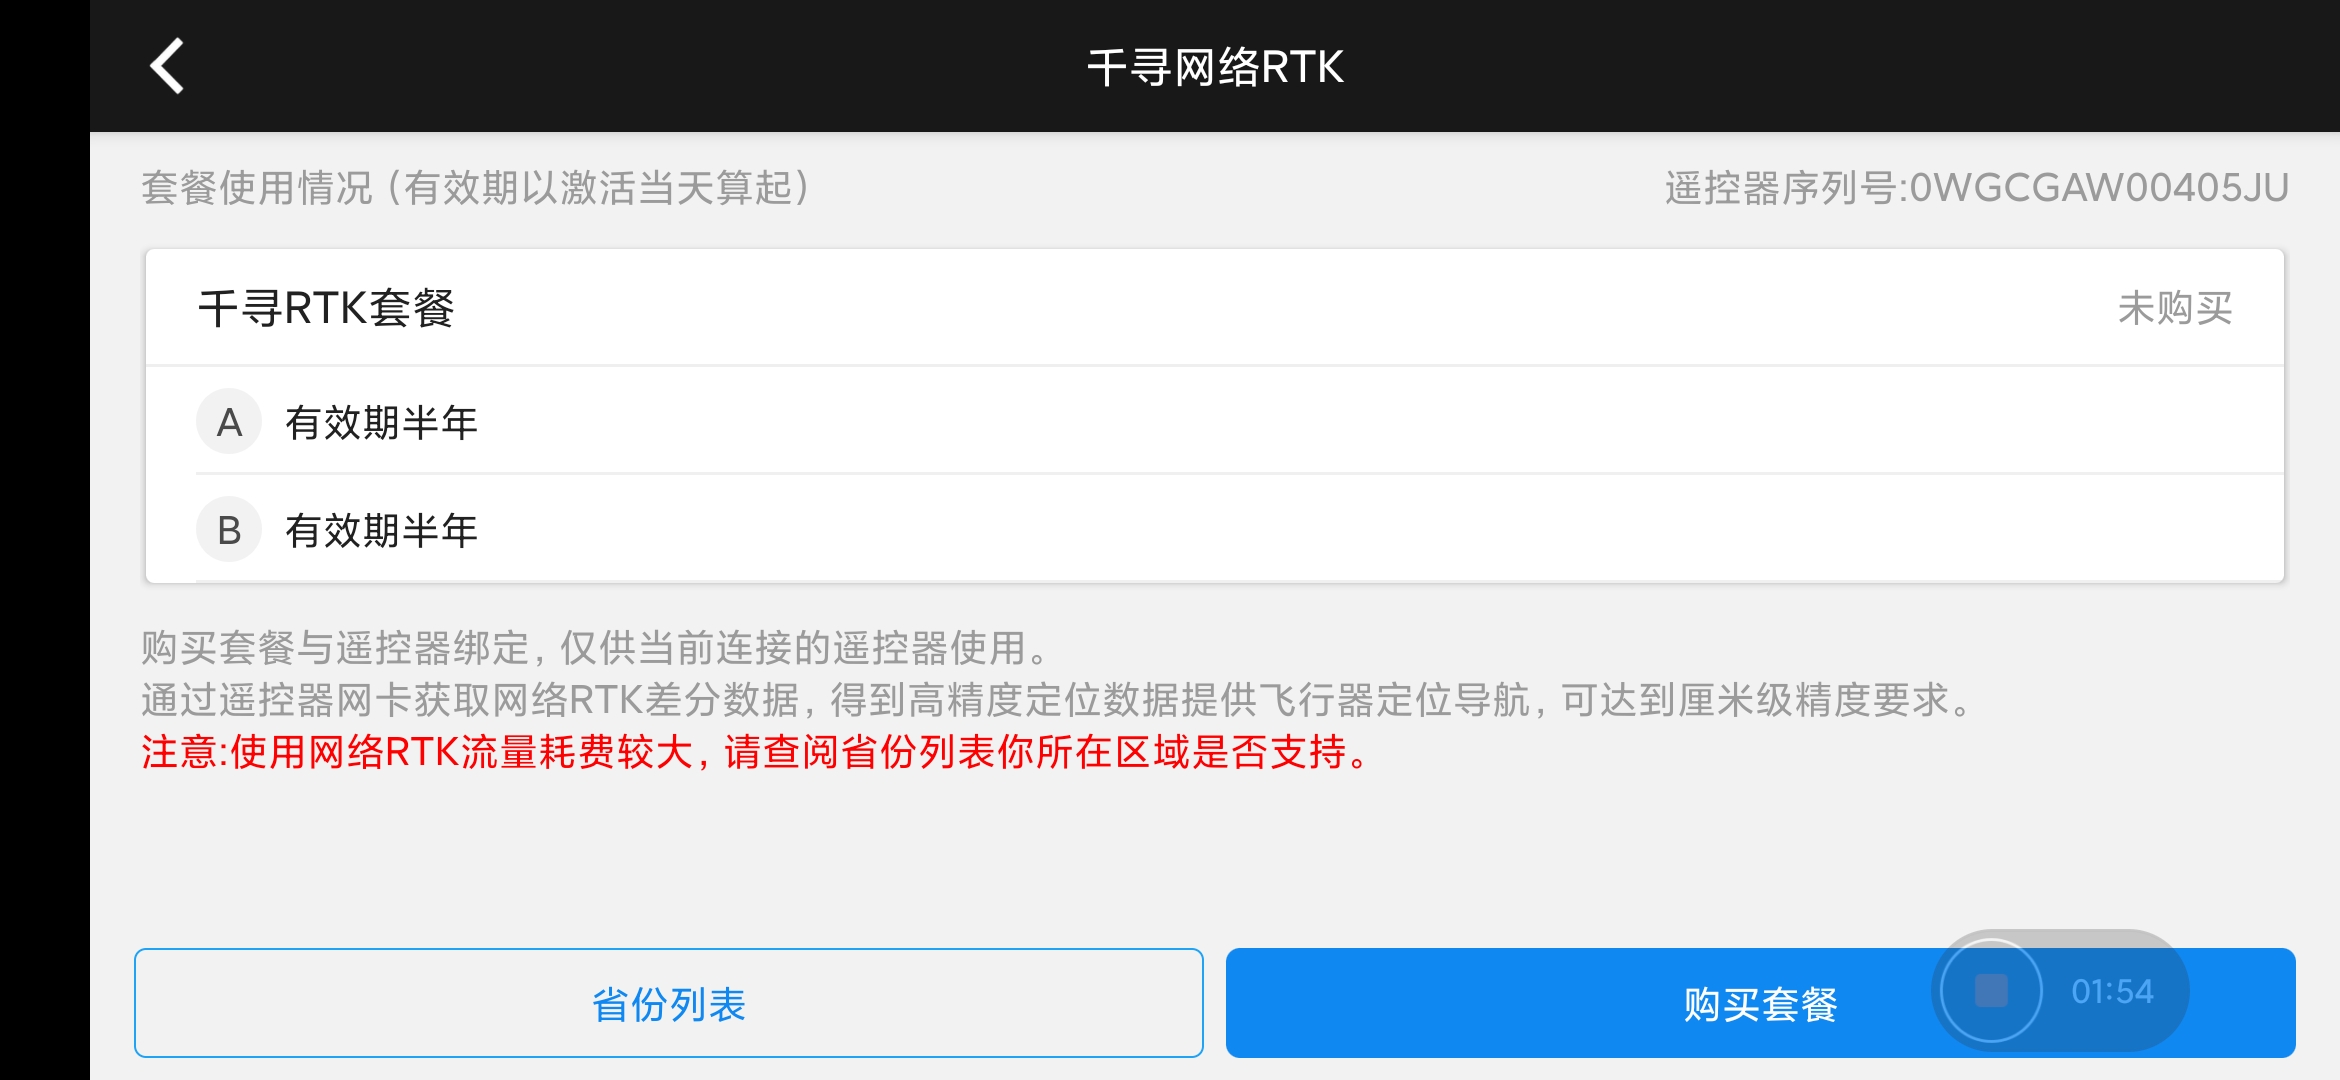 千寻网络RTK
套餐使用情况 (有效期以激活当天算起)
遥控器序列号:0WGCGAW00405JU
千寻RTK套餐
未购买
A 有效期半年
B 有效期半年
购买套餐与遥控器绑定, 仅供当前连接的遥控器使用。
通过遥控器网卡获取网络RTK差分数据, 得到高精度定位数据提供飞行器定位导航, 可达到厘米级精度要求。
注意:使用网络RTK流量耗费较大, 请查阅省份列表你所在区域是否支持。
省份列表
购买套餐
01:54